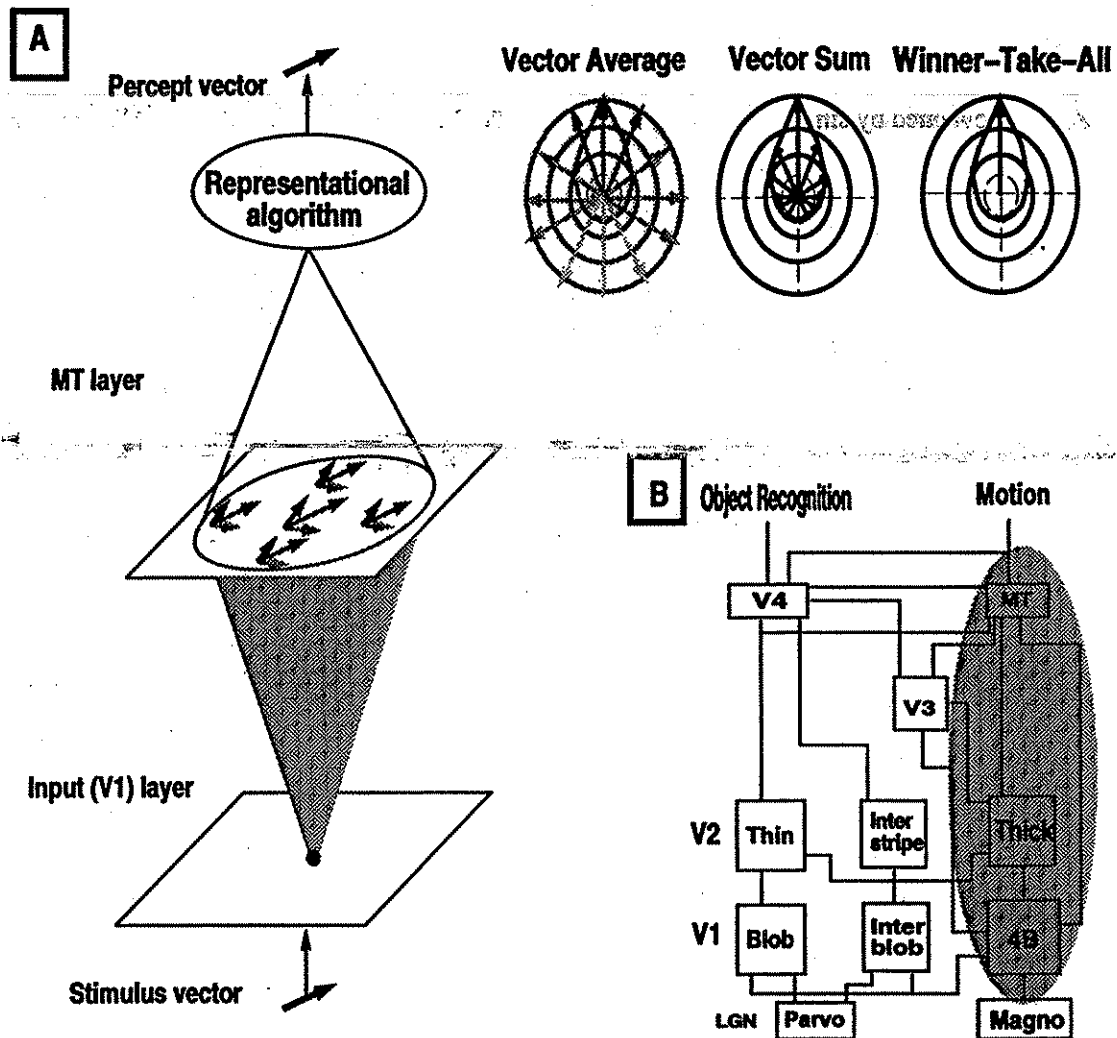 A
Percept vector
Vector Average
Vector Sum
Winner–Take–All
Representational
algorithm
MT layer
Input (V1) layer
Stimulus vector
B
Object Recognition
Motion
V4
MT
V3
V2
Thin
Inter
stripe
Thick
V1
Blob
Inter
blob
4B
LGN
Parvo
Magno